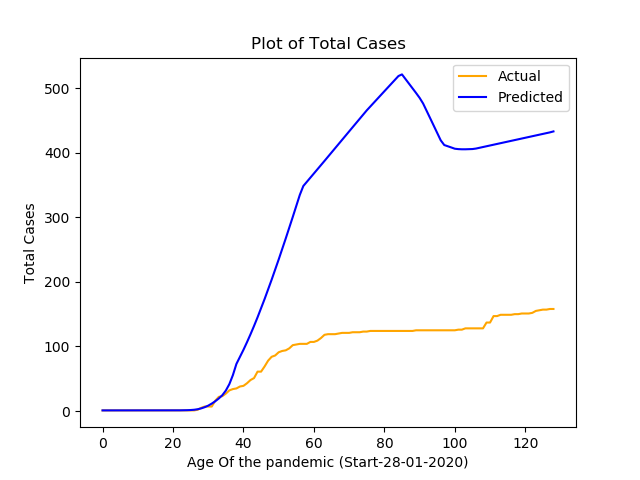 Plot of Total Cases
Actual
Predicted
500
400
300
200
100
0
Total Cases
0 20 40 60 80 100 120
Age Of the pandemic (Start-28-01-2020)